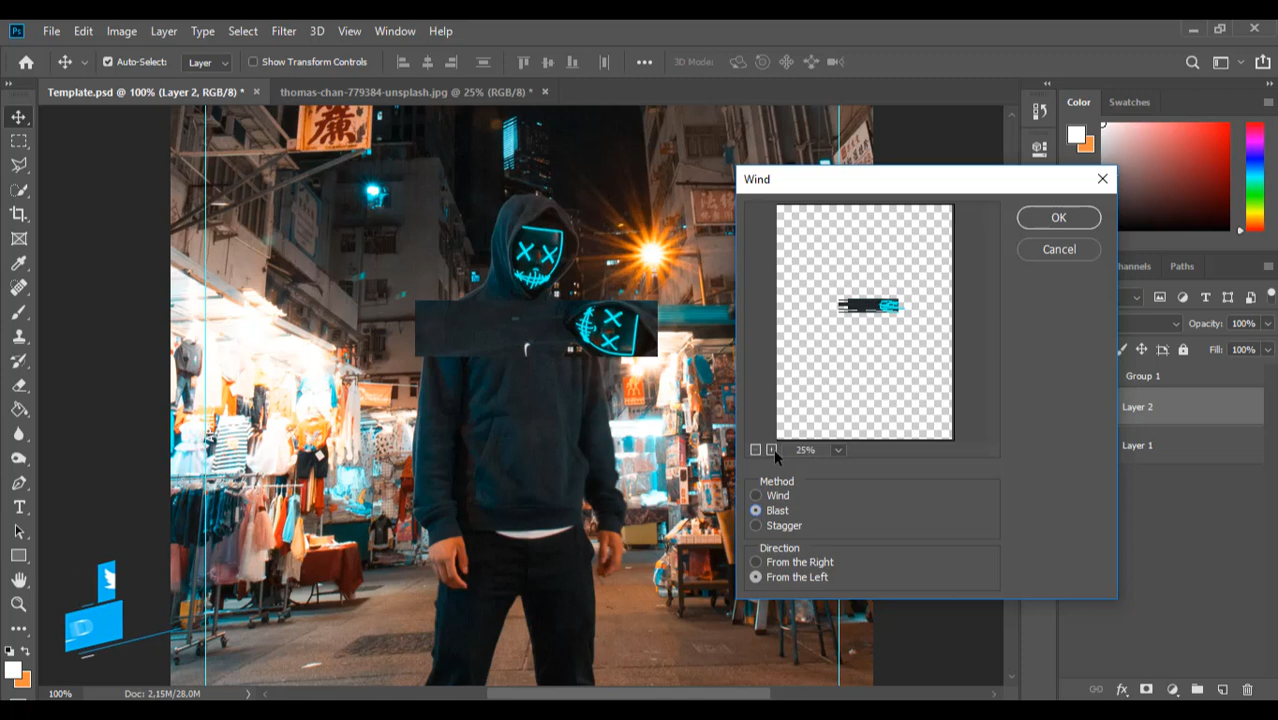 Ps File Edit Image Layer Type Select Filter 3D View Window Help
Auto-Select: Layer Show Transform Controls 3D Mode:
Template.psd @ 100% (Layer 2, RGB/8) * thomas-chan-779384-unsplash.jpg @ 25% (RGB/8) *
Color Swatches
Wind
OK
Cancel
hannels Paths
Opacity: 100%
Fill: 100%
Group 1
Layer 2
Layer 1
25%
Method
Wind
Blast
Stagger
Direction
From the Right
From the Left
100% Doc: 2,15M/28,0M